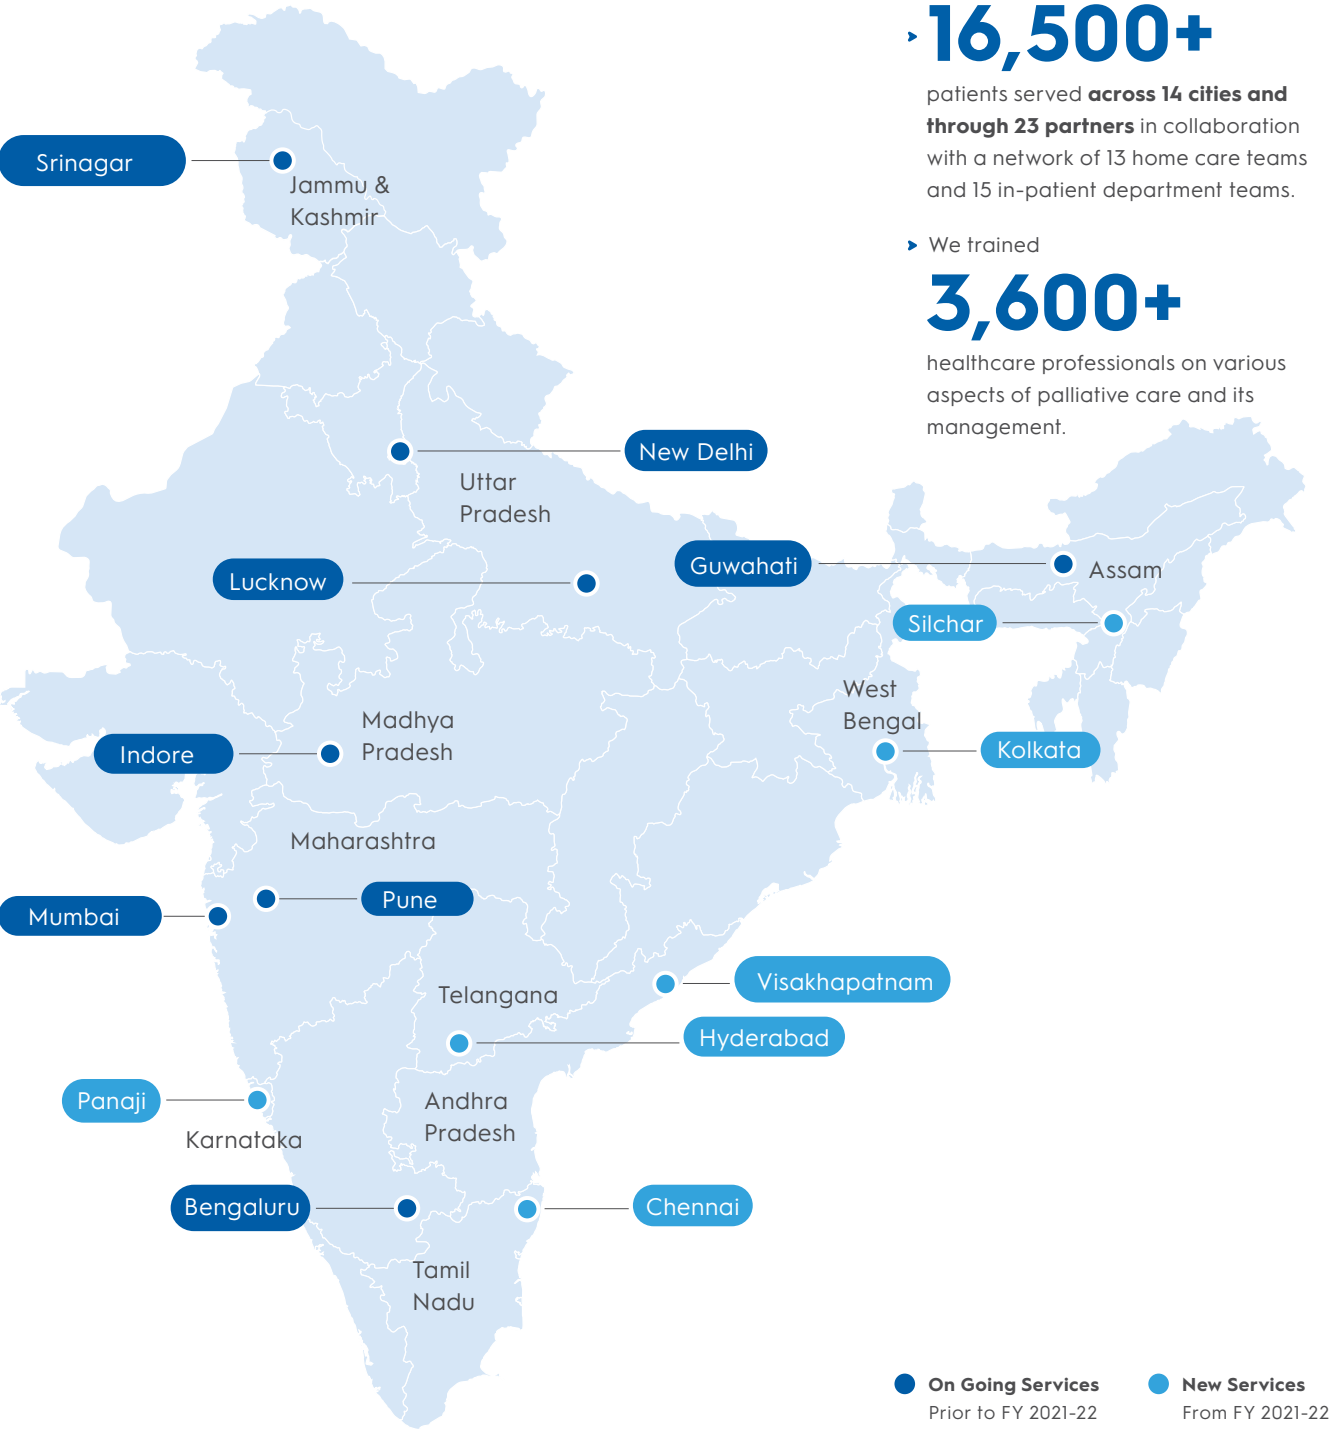 16,500+
patients served across 14 cities and
through 23 partners in collaboration
with a network of 13 home care teams
and 15 in-patient department teams.
We trained
3,600+
healthcare professionals on various
aspects of palliative care and its
management.
Srinagar
Jammu &
Kashmir
New Delhi
Uttar
Pradesh
Guwahati
Assam
Lucknow
Silchar
West
Bengal
Kolkata
Madhya
Pradesh
Indore
Maharashtra
Pune
Mumbai
Visakhapatnam
Telangana
Hyderabad
Panaji
Andhra
Pradesh
Karnataka
Bengaluru
Chennai
Tamil
Nadu
On Going Services
Prior to FY 2021-22
New Services
From FY 2021-22